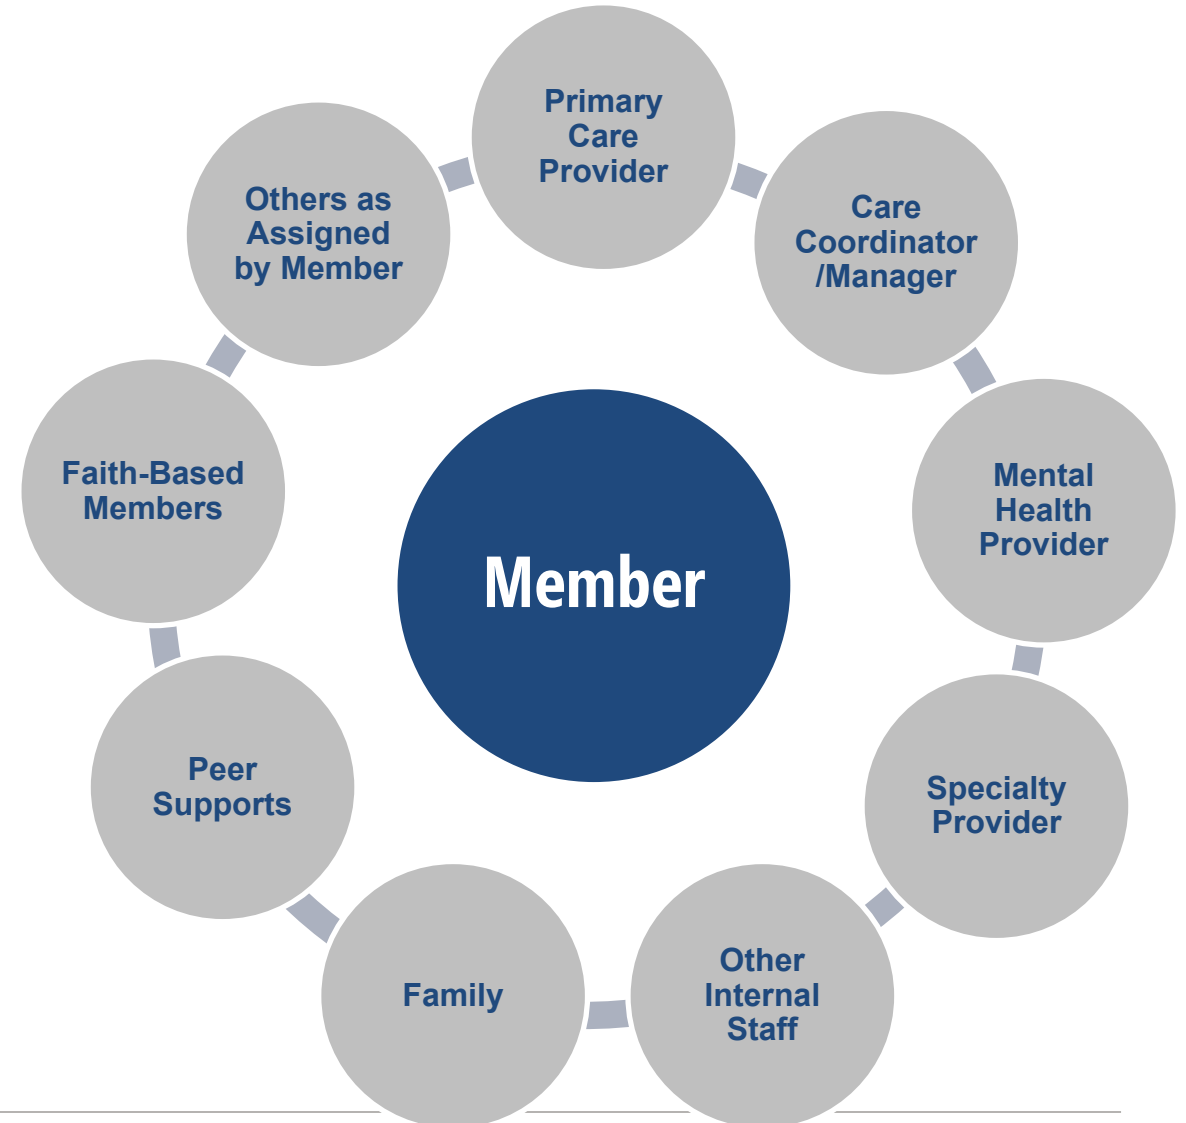 Primary
Care
Provider
Care
Coordinator
/Manager
Mental
Health
Provider
Specialty
Provider
Other
Internal
Staff
Family
Peer
Supports
Faith-Based
Members
Others as
Assigned
by Member
Member